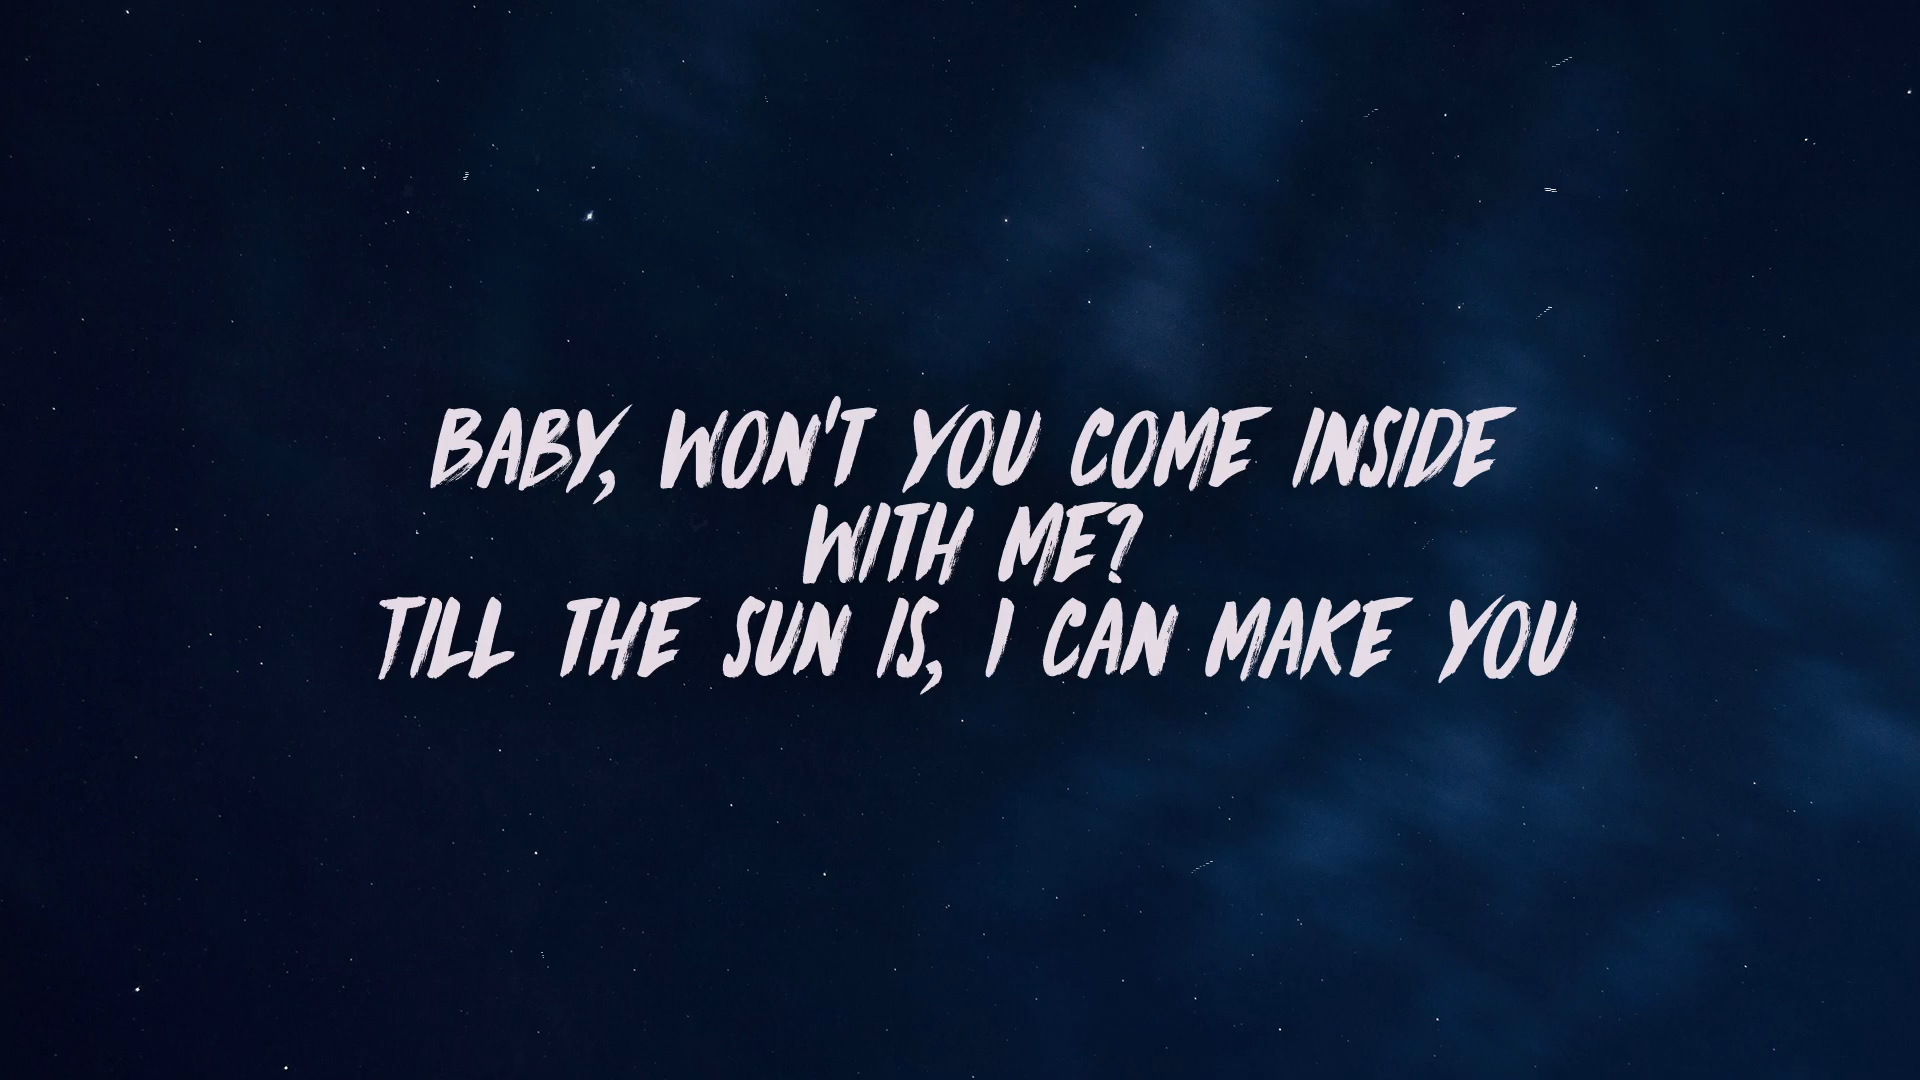 BABY, WON'T YOU COME INSIDE
WITH ME?
TILL THE SUN IS, I CAN MAKE YOU